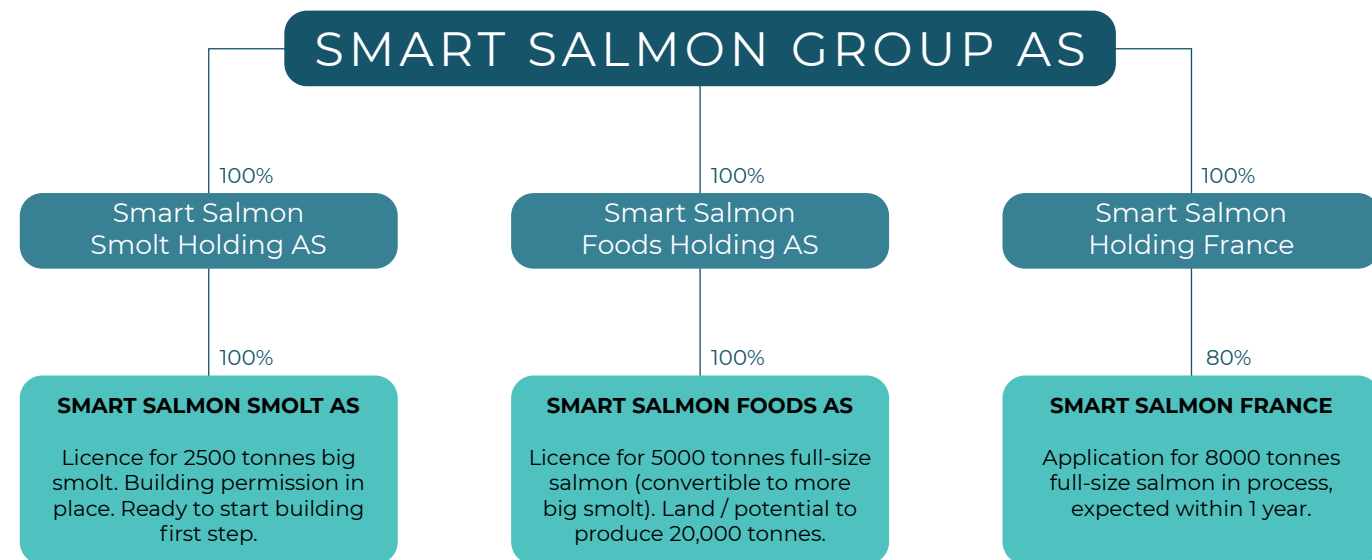 SMART SALMON GROUP AS
100%
100%
100%
Smart Salmon
Smolt Holding AS
Smart Salmon
Foods Holding AS
Smart Salmon
Holding France
100%
100%
80%
SMART SALMON SMOLT AS
Licence for 2500 tonnes big
smolt. Building permission in
place. Ready to start building
first step.
SMART SALMON FOODS AS
Licence for 5000 tonnes full-size
salmon (convertible to more
big smolt). Land / potential to
produce 20,000 tonnes.
SMART SALMON FRANCE
Application for 8000 tonnes
full-size salmon in process,
expected within 1 year.